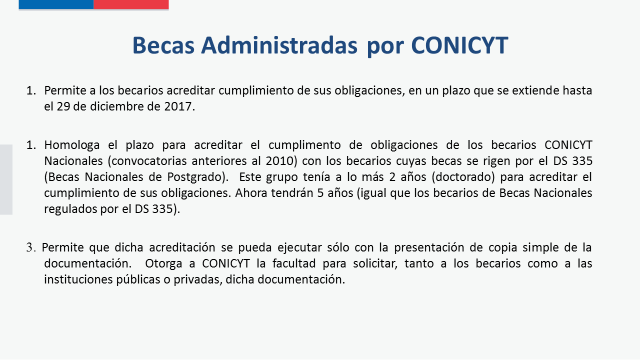 Becas Administradas por CONICYT
1. Permite a los becarios acreditar cumplimiento de sus obligaciones, en un plazo que se extiende hasta
el 29 de diciembre de 2017.
1. Homologa el plazo para acreditar el cumplimento de obligaciones de los becarios CONICYT
Nacionales (convocatorias anteriores al 2010) con los becarios cuyas becas se rigen por el DS 335
(Becas Nacionales de Postgrado). Este grupo tenía a lo más 2 años (doctorado) para acreditar el
cumplimiento de sus obligaciones. Ahora tendrán 5 años (igual que los becarios de Becas Nacionales
regulados por el DS 335).
3. Permite que dicha acreditación se pueda ejecutar sólo con la presentación de copia simple de la
documentación. Otorga a CONICYT la facultad para solicitar, tanto a los becarios como a las
instituciones públicas o privadas, dicha documentación.